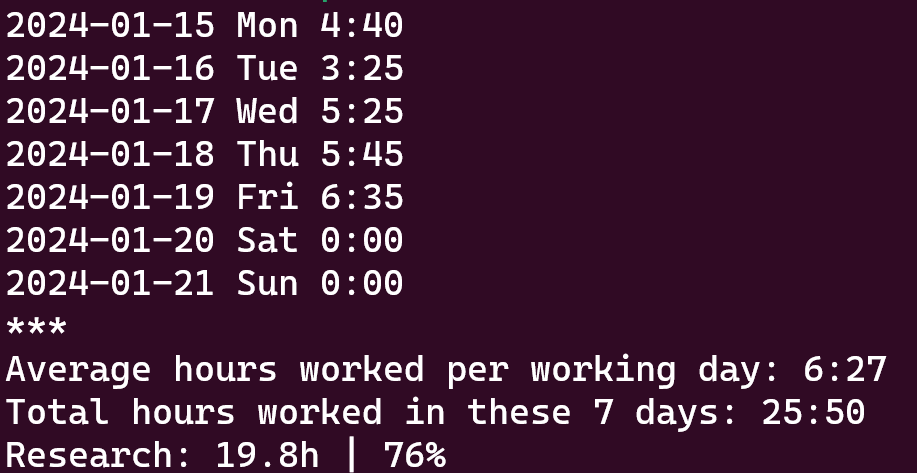 2024-01-15 Mon 4:40
2024-01-16 Tue 3:25
2024-01-17 Wed 5:25
2024-01-18 Thu 5:45
2024-01-19 Fri 6:35
2024-01-20 Sat 0:00
2024-01-21 Sun 0:00
***
Average hours worked per working day: 6:27
Total hours worked in these 7 days: 25:50
Research: 19.8h | 76%